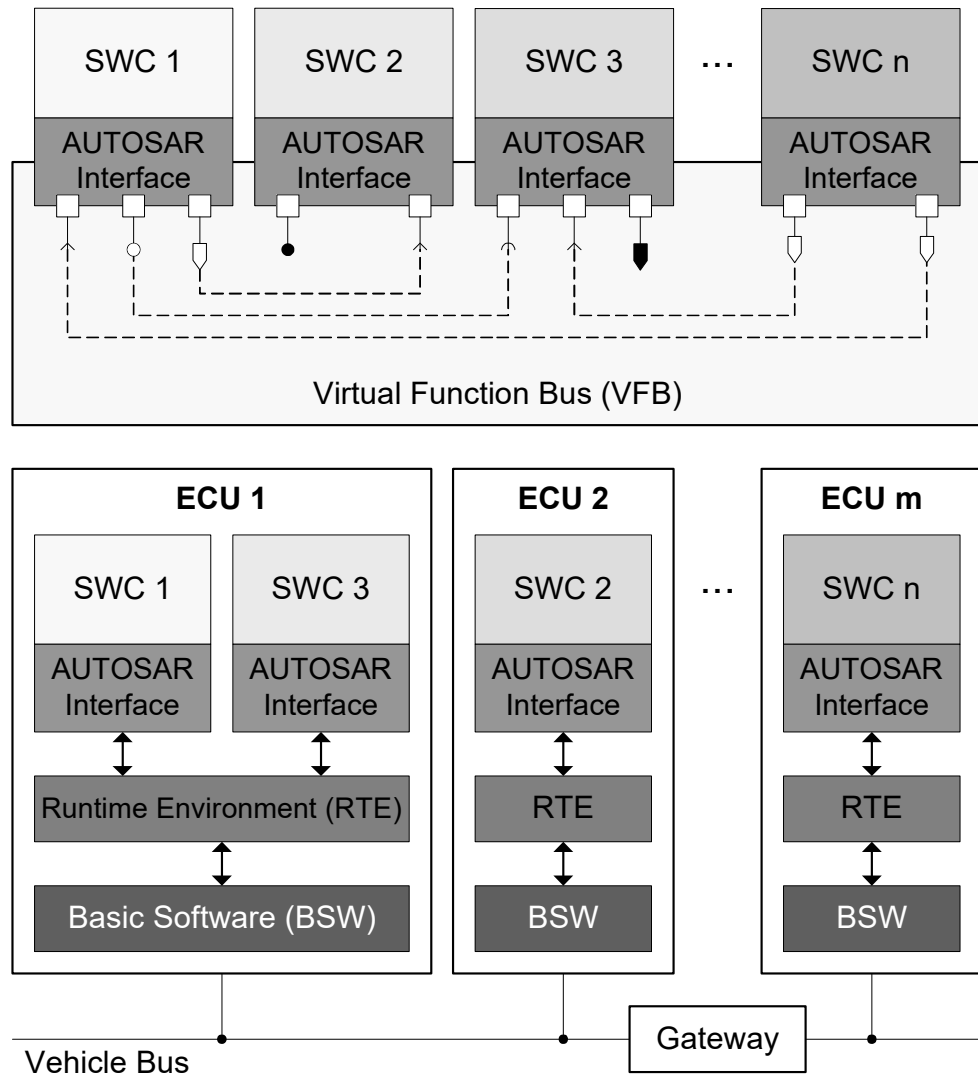 SWC 1
SWC 2
SWC 3
...
SWC n
AUTOSAR
Interface
AUTOSAR
Interface
AUTOSAR
Interface
AUTOSAR
Interface
Virtual Function Bus (VFB)
ECU 1
ECU 2
ECU m
SWC 1
SWC 3
SWC 2
...
SWC n
AUTOSAR
Interface
AUTOSAR
Interface
AUTOSAR
Interface
AUTOSAR
Interface
Runtime Environment (RTE)
RTE
RTE
Basic Software (BSW)
BSW
BSW
Gateway
Vehicle Bus